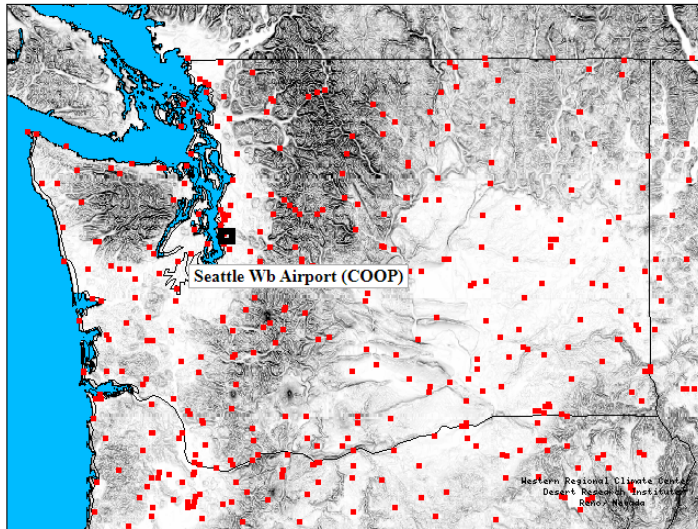 Seattle Wb Airport (COOP)
Western Regional Climate Center
Desert Research Institute
Reno, Nevada